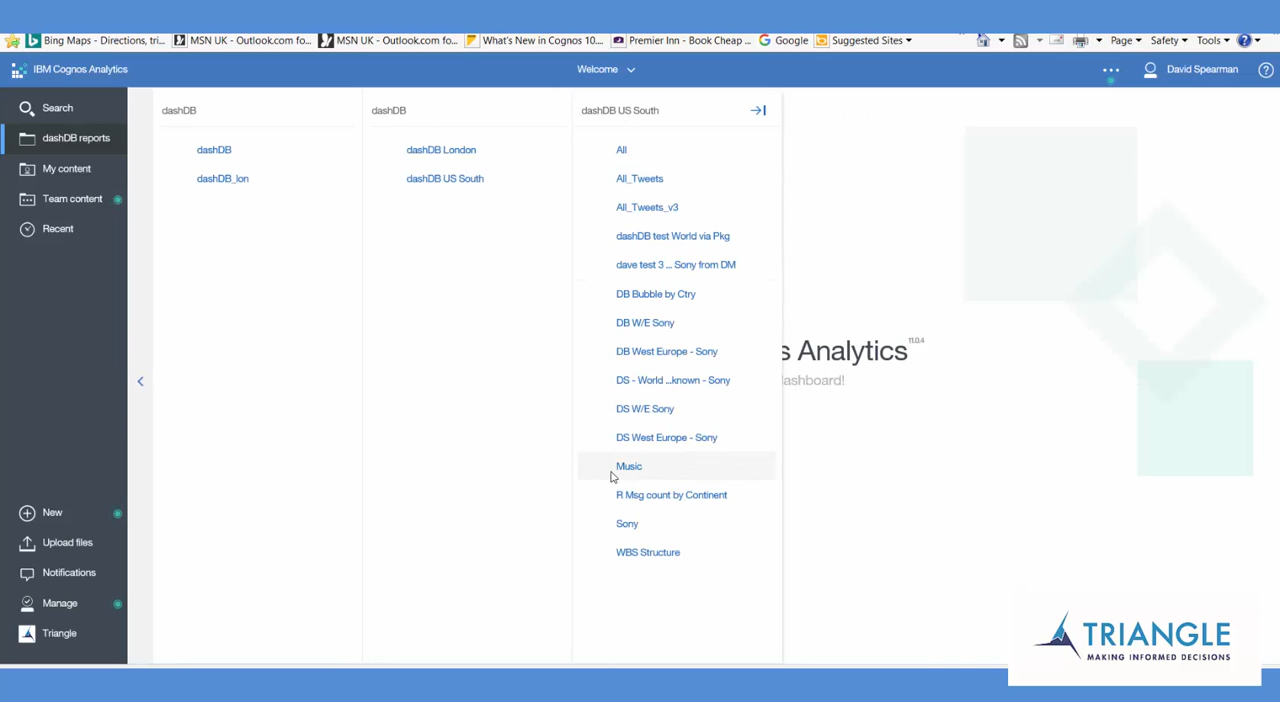 Bing Maps - Directions, tri...
MSN UK - Outlook.com fo...
MSN UK - Outlook.com fo...
What's New in Cognos 10....
Premier Inn - Book Cheap ...
Google
Suggested Sites
Page
Safety
Tools
IBM Cognos Analytics
Welcome
David Spearman
Search
dashDB reports
My content
Team content
Recent
New
Upload files
Notifications
Manage
Triangle
dashDB
dashDB
dashDB_lon
dashDB
dashDB London
dashDB US South
dashDB US South
All
All_Tweets
All_Tweets_v3
dashDB test World via Pkg
dave test 3 ... Sony from DM
DB Bubble by Ctry
DB W/E Sony
DB West Europe - Sony
DS - World ...known - Sony
DS W/E Sony
DS West Europe - Sony
Music
R Msg count by Continent
Sony
WBS Structure
s Analytics 11.0.4
ashboard!
TRIANGLE
MAKING INFORMED DECISIONS